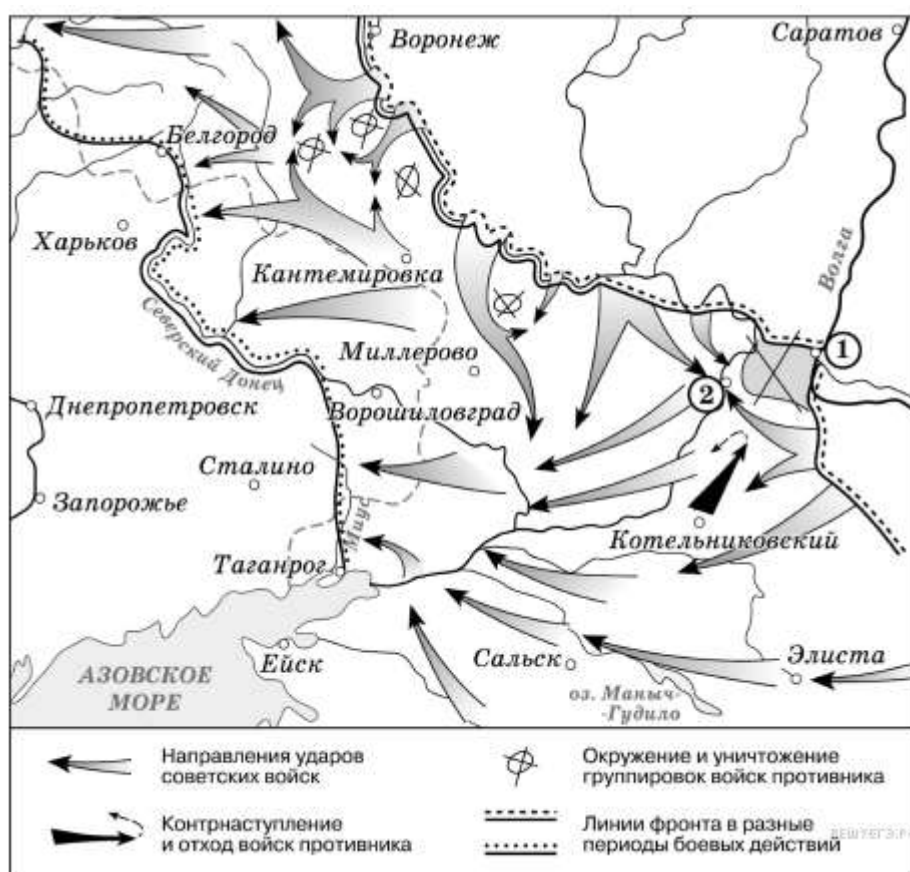 Воронеж
Саратов
Белгород
Харьков
Волга
Кантемировка
Северский Донец
Миллерово
1
2
Днепропетровск
Ворошиловград
Сталино
Запорожье
Миус
Котельниковский
Таганрог
Ейск
Сальск
Элиста
АЗОВСКОЕ
МОРЕ
оз. Маныч-
-Гудило
Направления ударов
советских войск
Окружение и уничтожение
группировок войск противника
Контрнаступление
и отход войск противника
Линии фронта в разные
периоды боевых действий